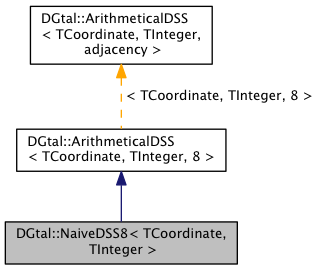 DGtal::ArithmeticalDSS
< TCoordinate, TInteger,
adjacency >
< TCoordinate, TInteger, 8 >
DGtal::ArithmeticalDSS
< TCoordinate, TInteger, 8 >
DGtal::NaiveDSS8< TCoordinate,
TInteger >